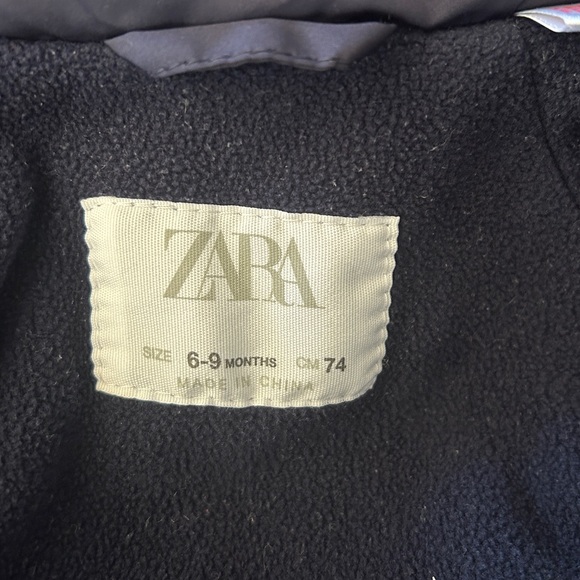 ZARA
SIZE 6-9 MONTHS CM 74
MADE IN CHINA